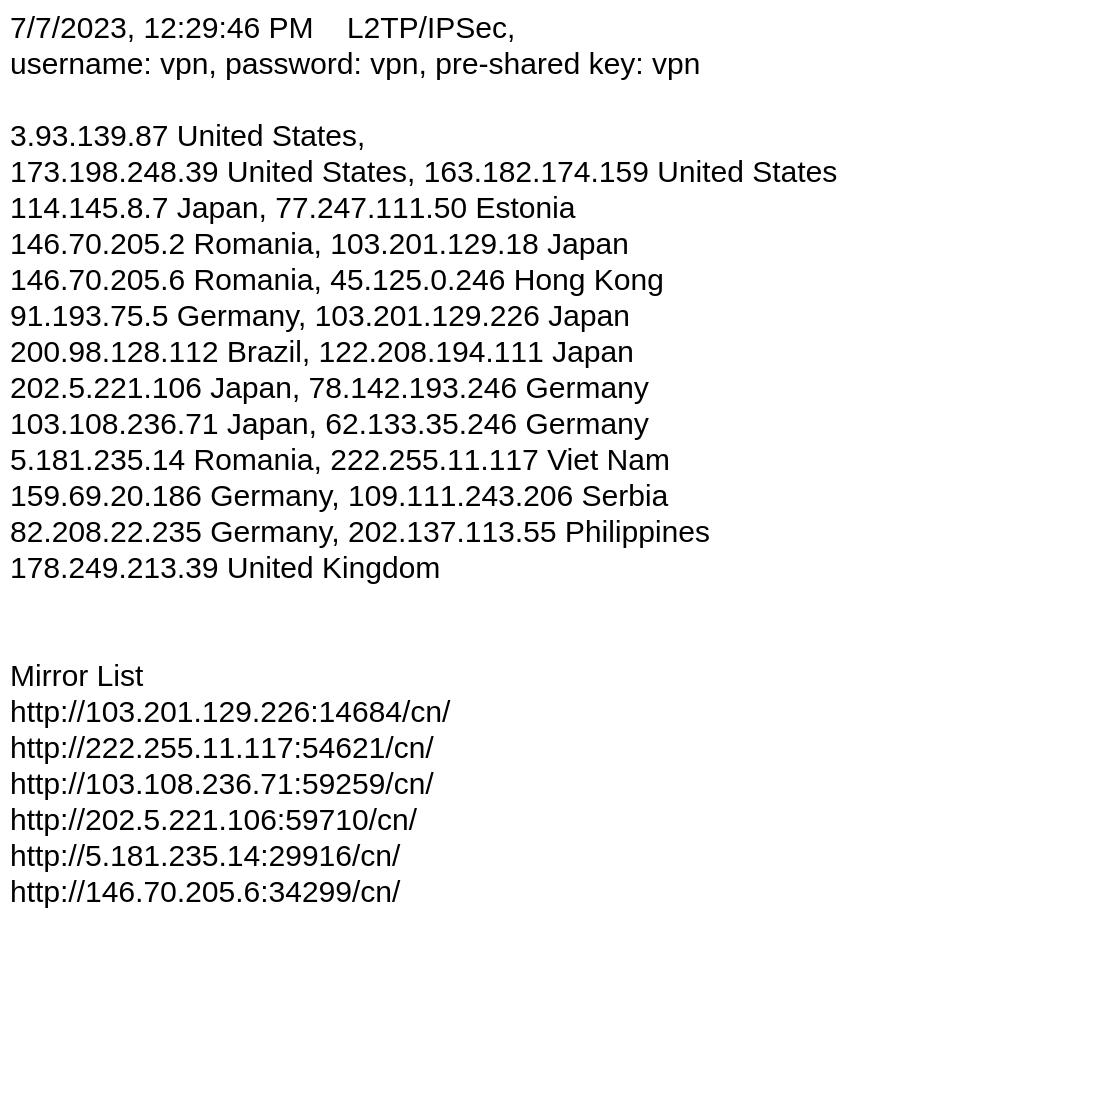 7/7/2023, 12:29:46 PM    L2TP/IPSec,
username: vpn, password: vpn, pre-shared key: vpn
3.93.139.87 United States,
173.198.248.39 United States, 163.182.174.159 United States
114.145.8.7 Japan, 77.247.111.50 Estonia
146.70.205.2 Romania, 103.201.129.18 Japan
146.70.205.6 Romania, 45.125.0.246 Hong Kong
91.193.75.5 Germany, 103.201.129.226 Japan
200.98.128.112 Brazil, 122.208.194.111 Japan
202.5.221.106 Japan, 78.142.193.246 Germany
103.108.236.71 Japan, 62.133.35.246 Germany
5.181.235.14 Romania, 222.255.11.117 Viet Nam
159.69.20.186 Germany, 109.111.243.206 Serbia
82.208.22.235 Germany, 202.137.113.55 Philippines
178.249.213.39 United Kingdom
Mirror List
http://103.201.129.226:14684/cn/
http://222.255.11.117:54621/cn/
http://103.108.236.71:59259/cn/
http://202.5.221.106:59710/cn/
http://5.181.235.14:29916/cn/
http://146.70.205.6:34299/cn/